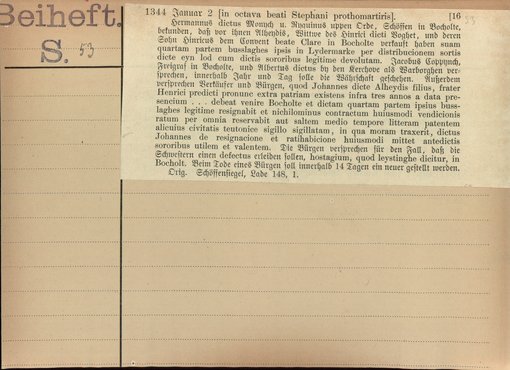 Beiheft.
S. 53
1344 Januar 2 [in octava beati Stephani prothomartiris]. [16
53
Hermannus dictus Monych u. Ruquinus uppen Orde, Schöffen in Bocholte,
bekunden, daß vor ihnen Alheydis, Wittwe des Hinrici dicti Voghet, und deren
Sohn Hinricus dem Convent beate Clare in Bocholte verkauft haben suam
quartam partem busslaghes ipsis in Lydermarke per distribucionem sortis
dicte eyn lod cum dictis sororibus legitime devolutam. Jacobus Coppynch,
Freigraf in Bocholte, und Albertus dictus by den Kerchove als Warborghen ver-
sprechen, innerhalb Jahr und Tag solle die Währschaft geschehen. Außerdem
versprechen Verkäufer und Bürgen, quod Johannes dicte Alheydis filius, frater
Henrici predicti pronunc extra patriam existens infra tres annos a data pre-
sencium . . . debeat venire Bocholte et dictam quartam partem ipsius buss-
laghes legitime resignabit et nichilominus contractum huiusmodi vendicionis
ratum per omnia reservabit aut saltem medio tempore litteram patentem
alicuius civitatis teutonice sigillo sigillatam, in qua moram traxerit, dictus
Johannes de resignacione et ratihabicione huiusmodi mittet antedictis
sororibus utilem et valentem. Die Bürgen versprechen für den Fall, daß die
Schwestern einen defectus erleiden sollen, hostagium, quod leystinghe dicitur, in
Bocholt. Beim Tode eines Bürgen soll innerhalb 14 Tagen ein neuer gestellt werden.
Orig. Schöffensiegel, Lade 148, 1.